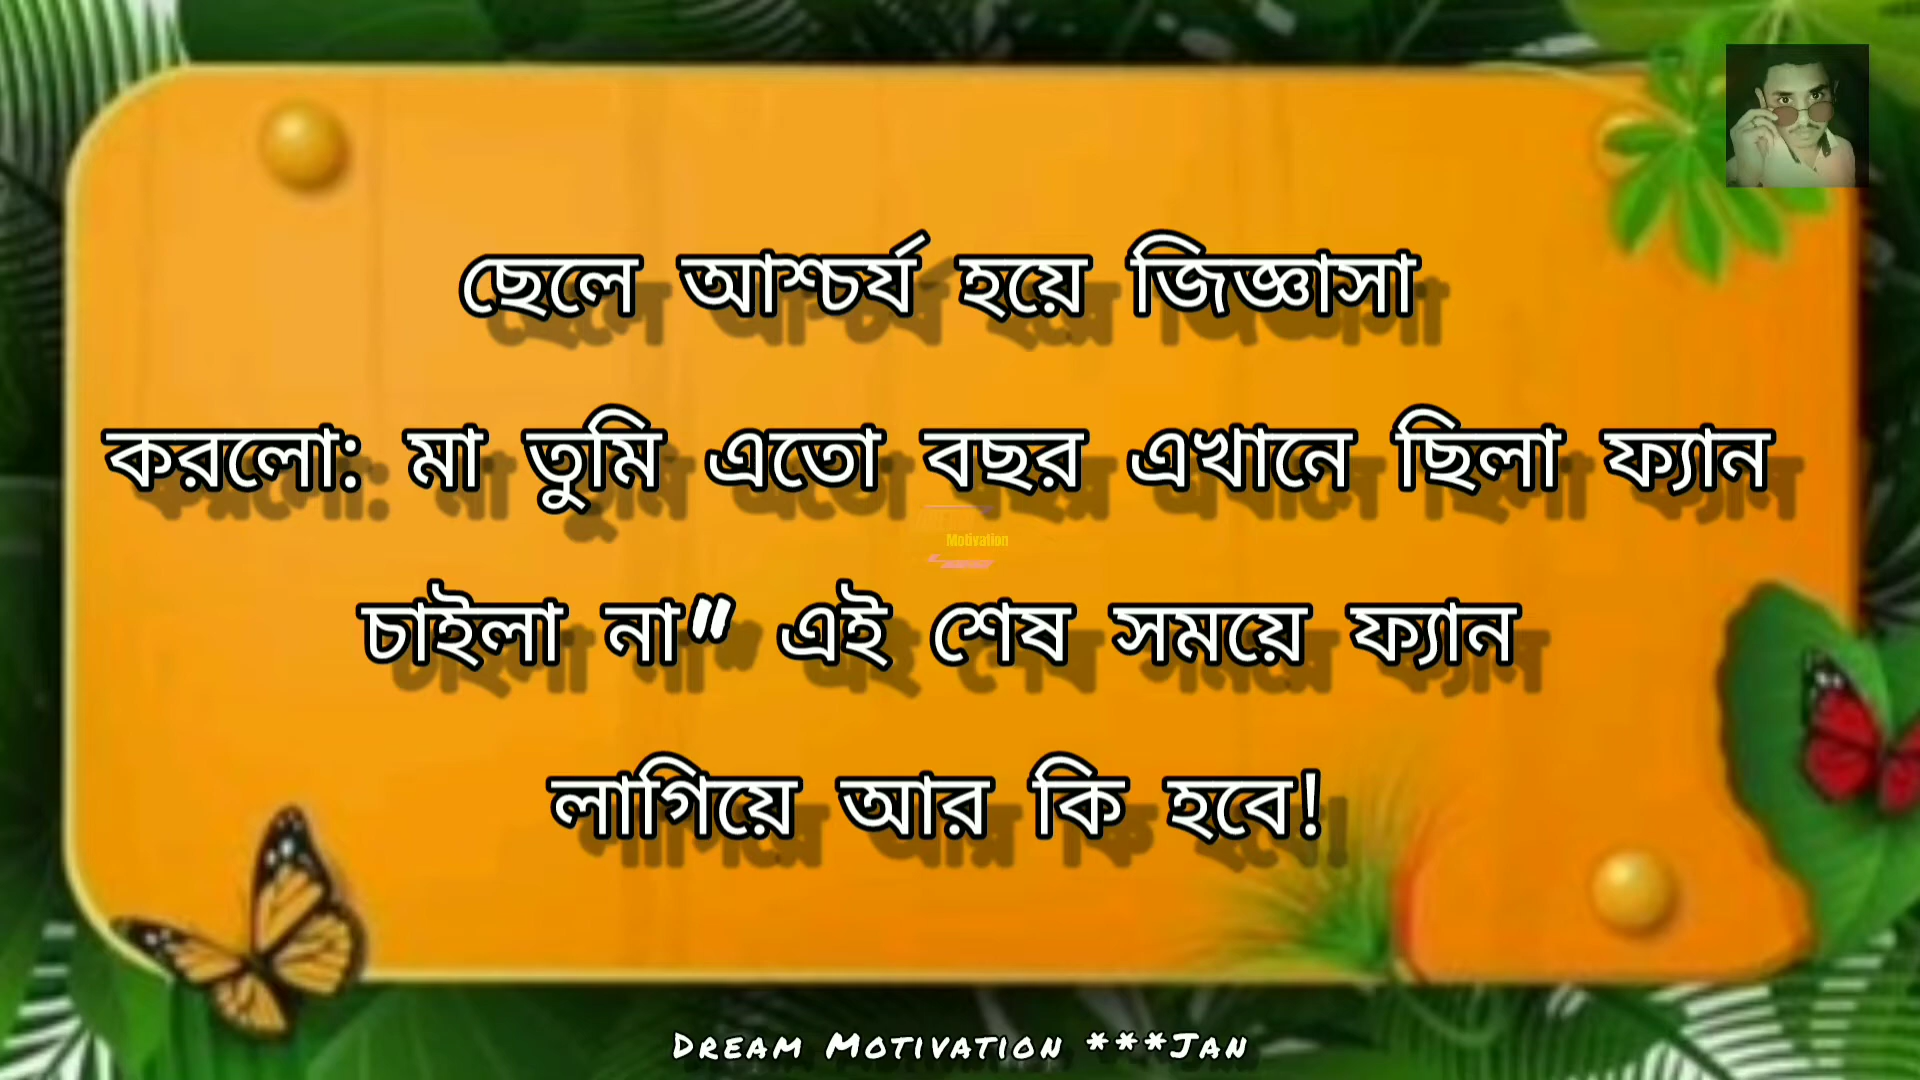 ছেলে আশ্চর্য হয়ে জিজ্ঞাসা
করলো: মা তুমি এতো বছর এখানে ছিলা ফ্যান
চাইলা না" এই শেষ সময়ে ফ্যান
লাগিয়ে আর কি হবে!
Motivation
Dream Motivation ***Jan